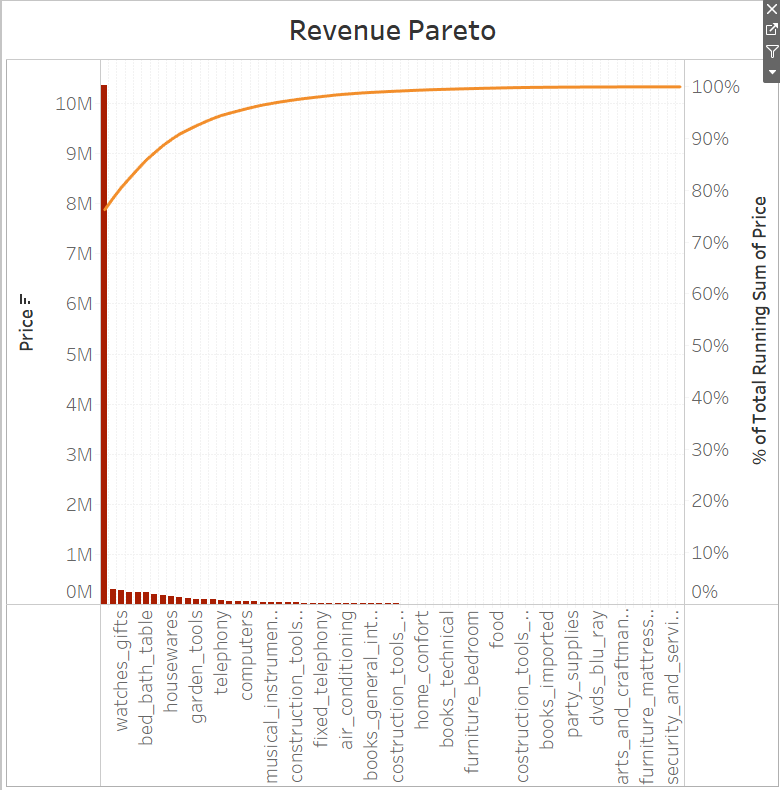 Revenue Pareto
Price
10M
9M
8M
7M
6M
5M
4M
3M
2M
1M
0M
100%
90%
80%
70%
60%
50%
40%
30%
20%
10%
0%
% of Total Running Sum of Price
watches_gifts
bed_bath_table
housewares
garden_tools
telephony
computers
musical_instrumen..
construction_tools..
fixed_telephony
air_conditioning
books_general_int..
costruction_tools_..
home_confort
books_technical
furniture_bedroom
food
costruction_tools_..
books_imported
party_supplies
dvds_blu_ray
arts_and_craftman..
furniture_mattress..
security_and_servi..